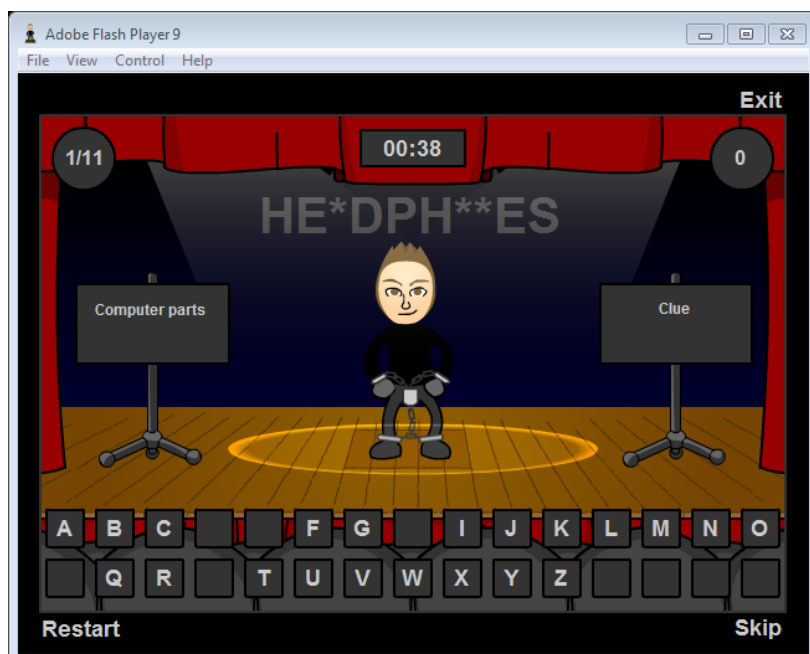 Adobe Flash Player 9
File View Control Help
Exit
1/11
00:38
0
HE*DPH**ES
Computer parts
Clue
A B C F G I J K L M N O
Q R T U V W X Y Z
Restart
Skip